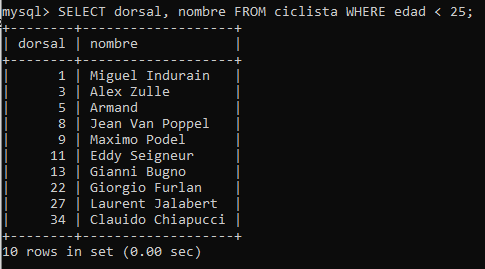 mysql> SELECT dorsal, nombre FROM ciclista WHERE edad < 25;
+--------+-------------------+
| dorsal | nombre            |
+--------+-------------------+
|      1 | Miguel Indurain   |
|      3 | Alex Zulle        |
|      5 | Armand            |
|      8 | Jean Van Poppel   |
|      9 | Maximo Podel      |
|     11 | Eddy Seigneur     |
|     13 | Gianni Bugno      |
|     22 | Giorgio Furlan    |
|     27 | Laurent Jalabert  |
|     34 | Clauido Chiapucci |
+--------+-------------------+
10 rows in set (0.00 sec)